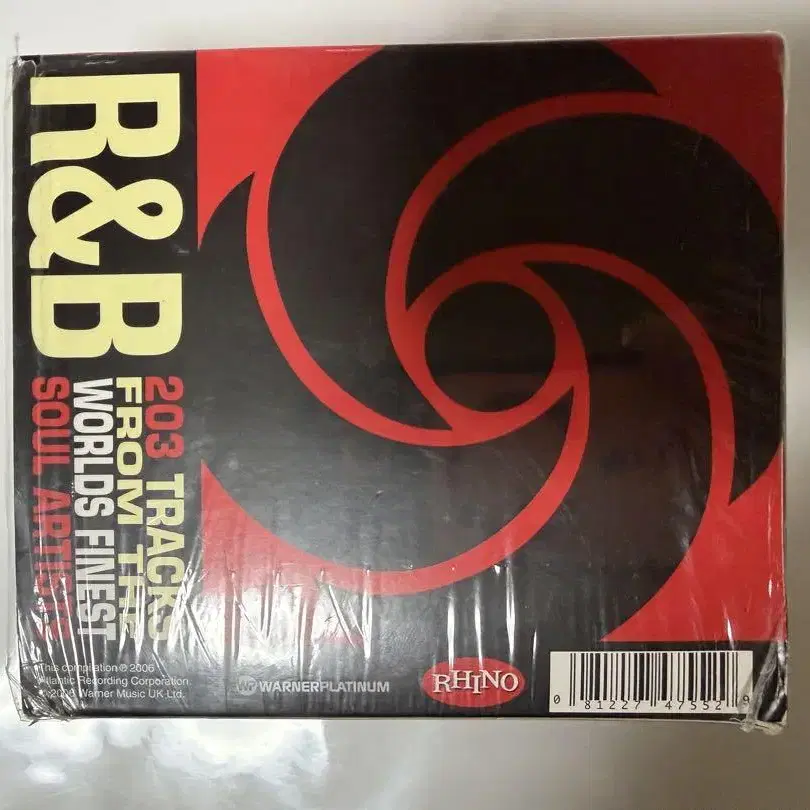 R&B
203 TRACKS
FROM THE
WORLDS FINEST
SOUL ARTISTS
This compilation ℗ 2006
Atlantic Recording Corporation.
© 2006 Warner Music UK Ltd.
WARNERPLATINUM
RHINO
0 81227 47552 9